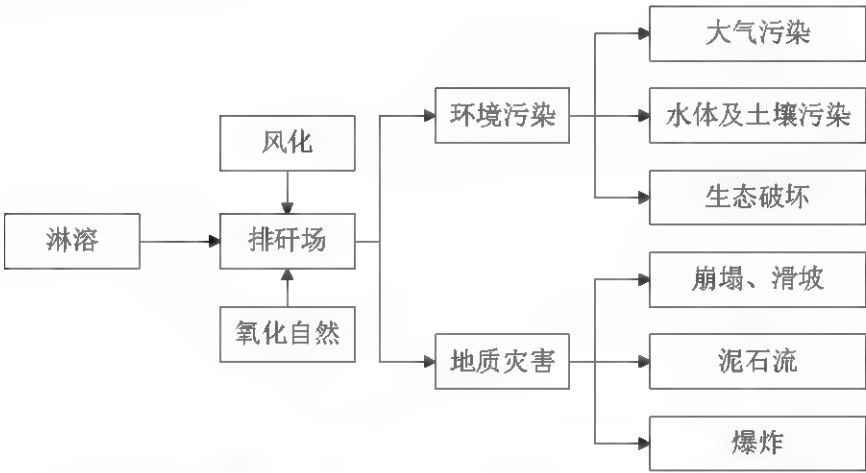 大气污染
环境污染
水体及土壤污染
风化
生态破坏
淋溶
排矸场
崩塌、滑坡
氧化自然
地质灾害
泥石流
爆炸